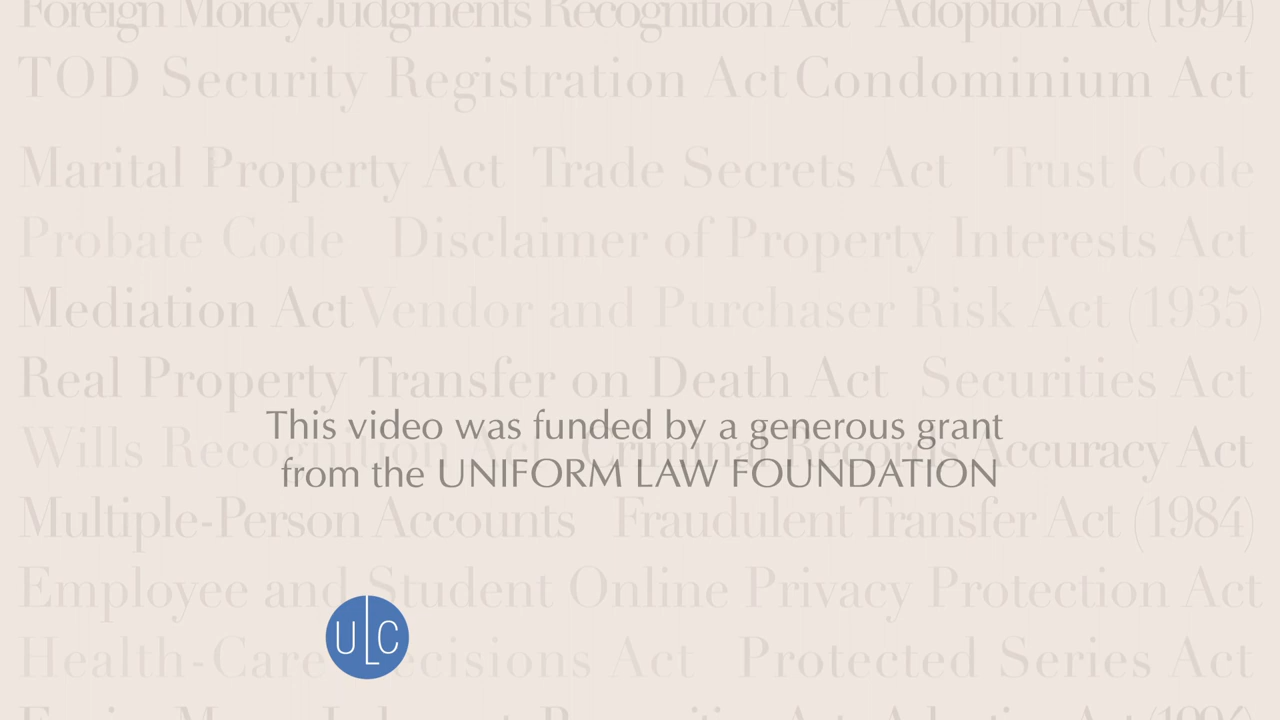 Foreign Money Judgments Recognition Act Adoption Act (1994)
TOD Security Registration Act Condominium Act
Marital Property Act Trade Secrets Act Trust Code
Probate Code Disclaimer of Property Interests Act
Mediation Act Vendor and Purchaser Risk Act (1935)
Real Property Transfer on Death Act Securities Act
This video was funded by a generous grant
Wills Recognition Act Criminal Records Accuracy Act
from the UNIFORM LAW FOUNDATION
Multiple-Person Accounts Fraudulent Transfer Act (1984)
Employee and Student Online Privacy Protection Act
ULC
Health-Care Decisions Act Protected Series Act